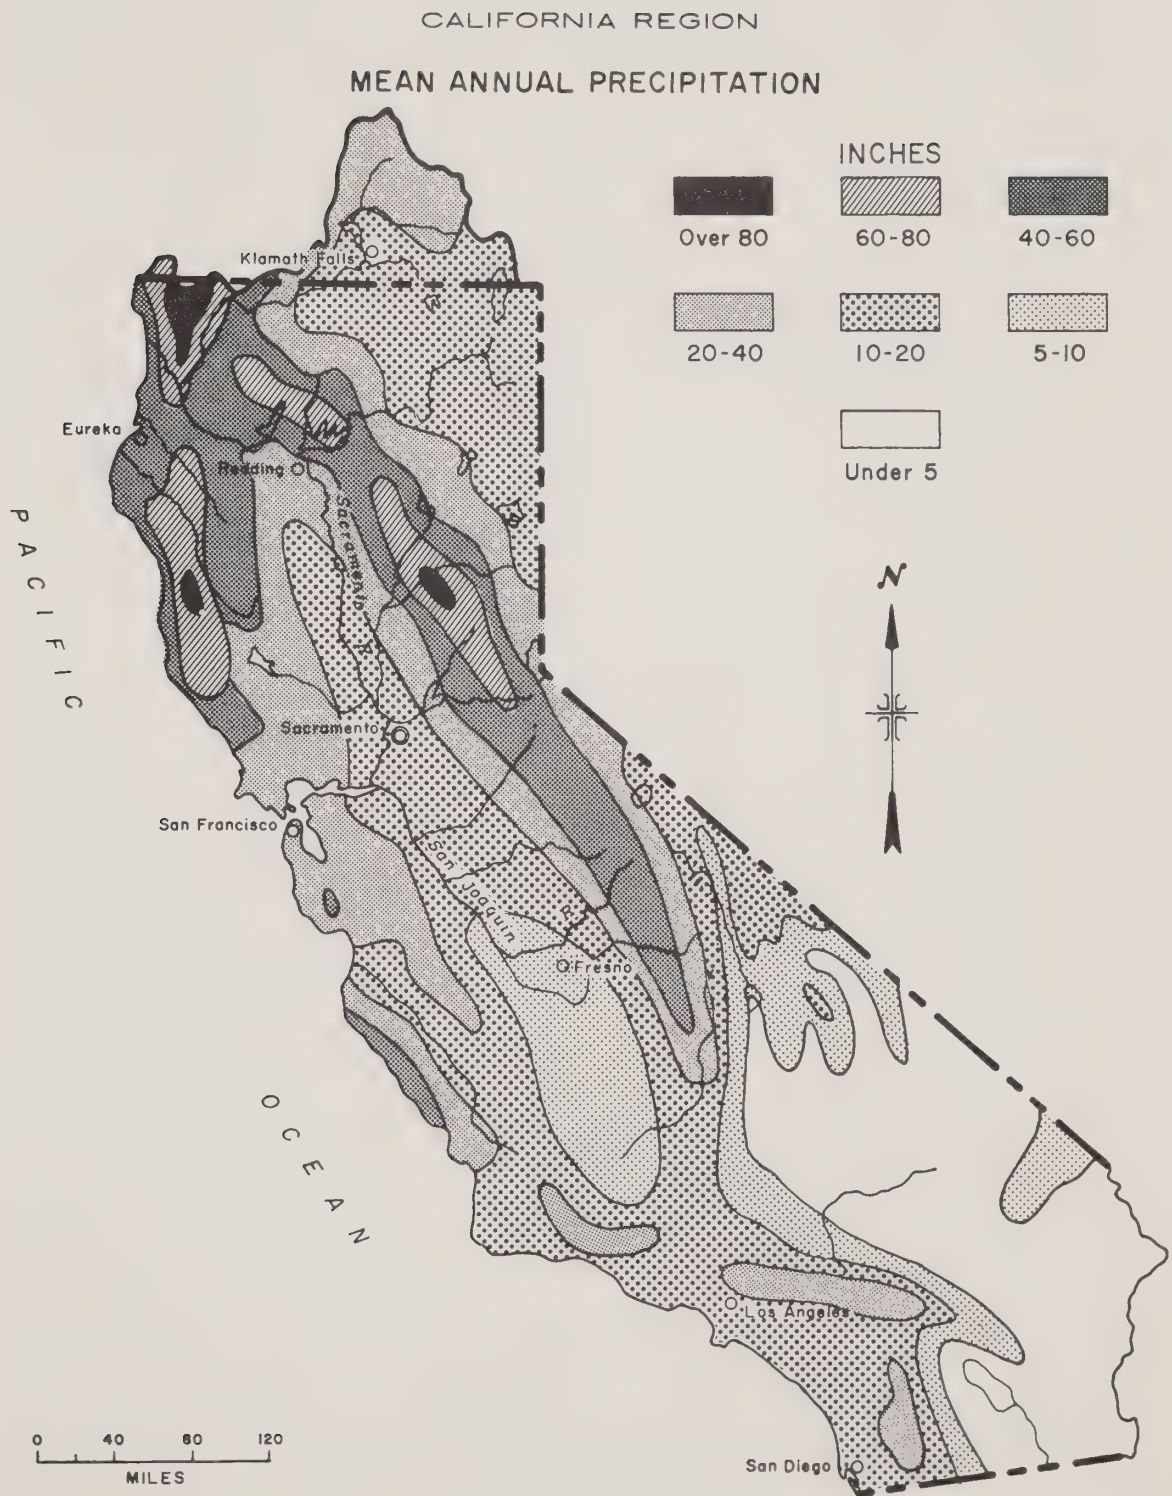 CALIFORNIA REGION
MEAN ANNUAL PRECIPITATION
INCHES
Over 80
60-80
40-60
20-40
10-20
5-10
Under 5
Klamath Falls
Eureka
Redding
Sacramento
R.
Sacramento
San Francisco
San Joaquin
R.
Fresno
Los Angeles
San Diego
PACIFIC
OCEAN
N
0 40 80 120
MILES